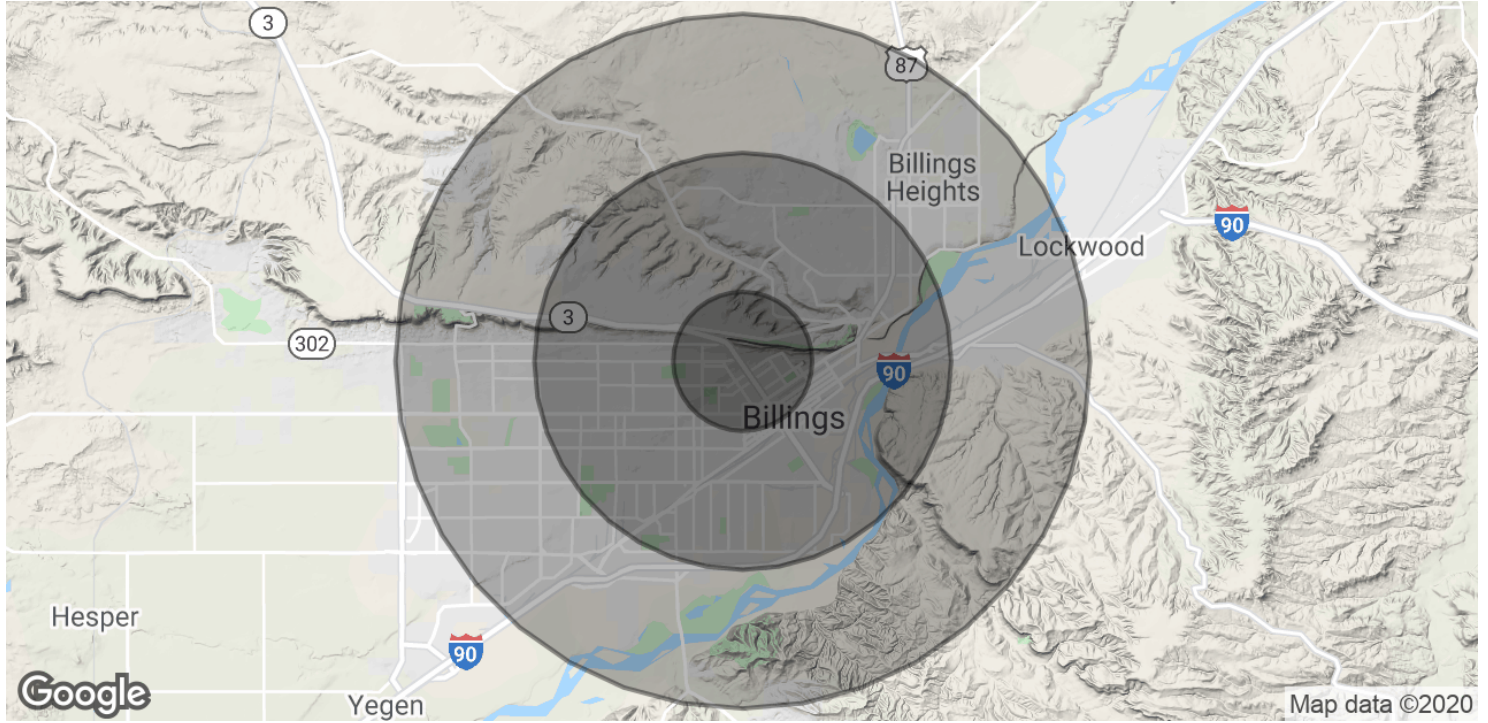 3
87
Billings
Heights
90
Lockwood
3
302
90
Billings
Hesper
90
Google
Yegen
Map data ©2020